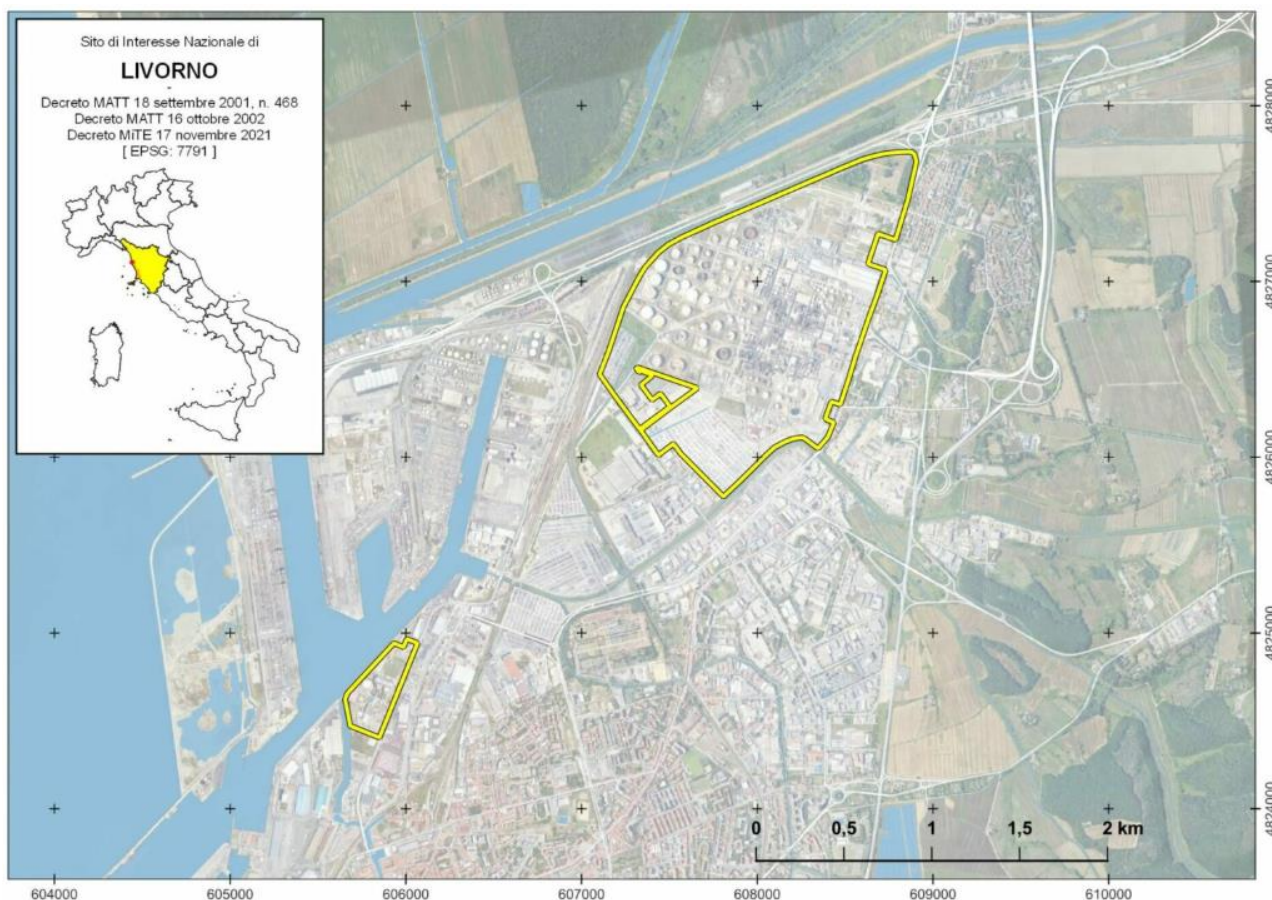 Sito di Interesse Nazionale di
LIVORNO
-
Decreto MATT 18 settembre 2001, n. 468
Decreto MATT 16 ottobre 2002
Decreto MiTE 17 novembre 2021
[ EPSG: 7791 ]
4828000
4827000
4826000
4825000
4824000
0 0,5 1 1,5 2 km
604000 605000 606000 607000 608000 609000 610000